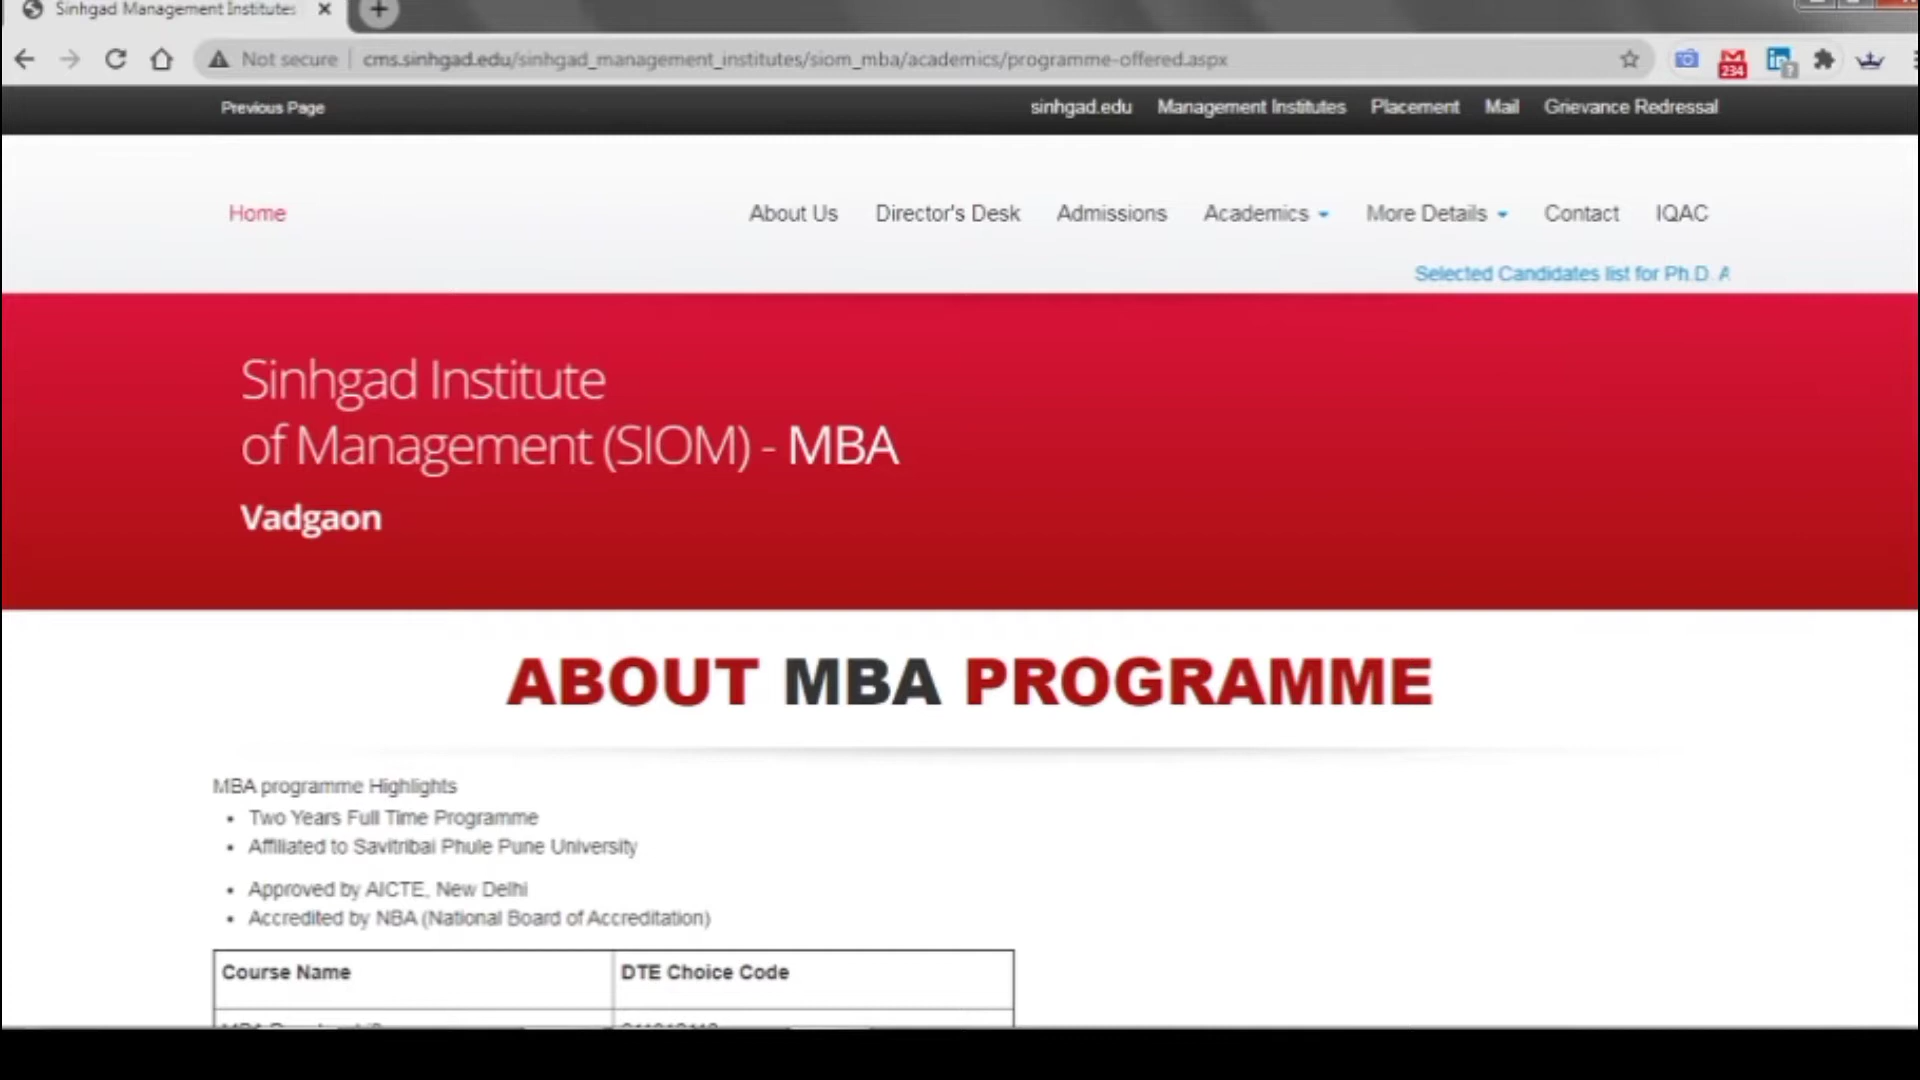 Sinhgad Management Institutes
Not secure
cms.sinhgad.edu/sinhgad_management_institutes/siom_mba/academics/programme-offered.aspx
234
Previous Page
sinhgad.edu Management Institutes Placement Mail Grievance Redressal
Home
About Us Director's Desk Admissions Academics More Details Contact IQAC
Selected Candidates list for Ph.D. A
Sinhgad Institute
of Management (SIOM) - MBA
Vadgaon
ABOUT MBA PROGRAMME
MBA programme Highlights
• Two Years Full Time Programme
• Affiliated to Savitribai Phule Pune University
• Approved by AICTE, New Delhi
• Accredited by NBA (National Board of Accreditation)
Course Name DTE Choice Code